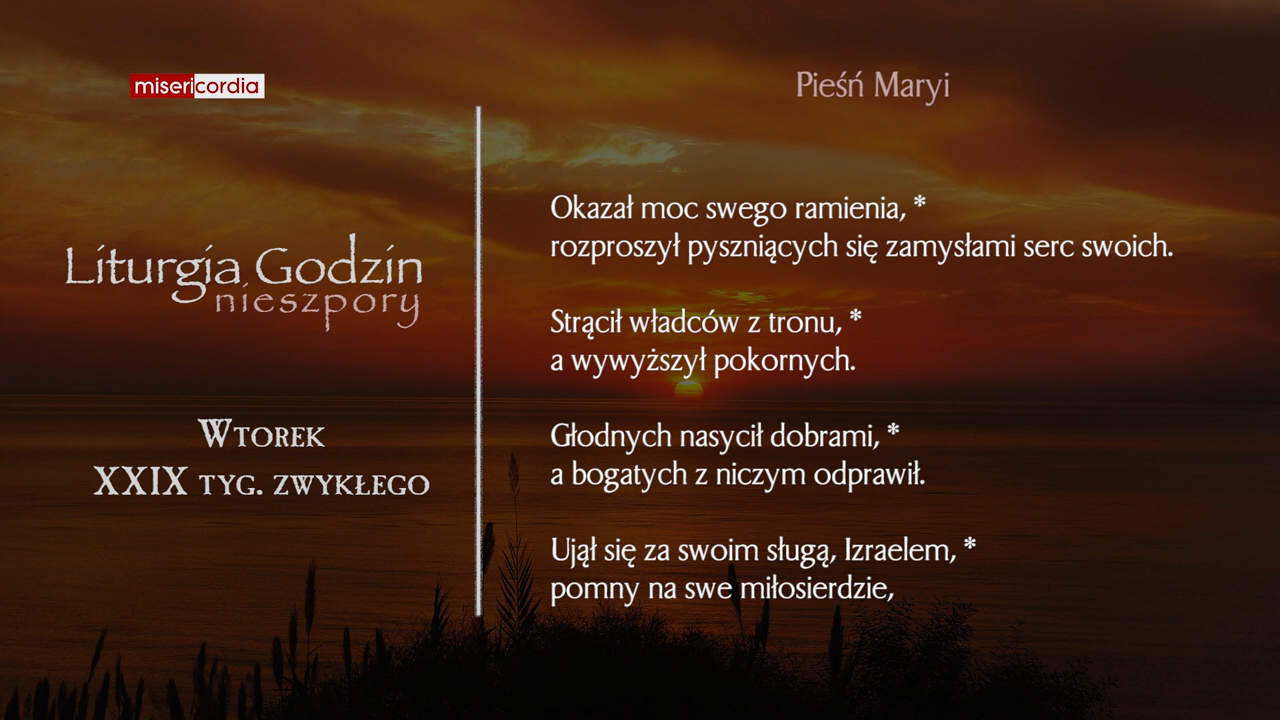 misericordia
Liturgia Godzin
nieszpory
Wtorek
XXIX tyg. zwykłego
Pieśń Maryi
Okazał moc swego ramienia, *
rozproszył pyszniących się zamysłami serc swoich.
Strącił władców z tronu, *
a wywyższył pokornych.
Głodnych nasycił dobrami, *
a bogatych z niczym odprawił.
Ujął się za swoim sługą, Izraelem, *
pomny na swe miłosierdzie,